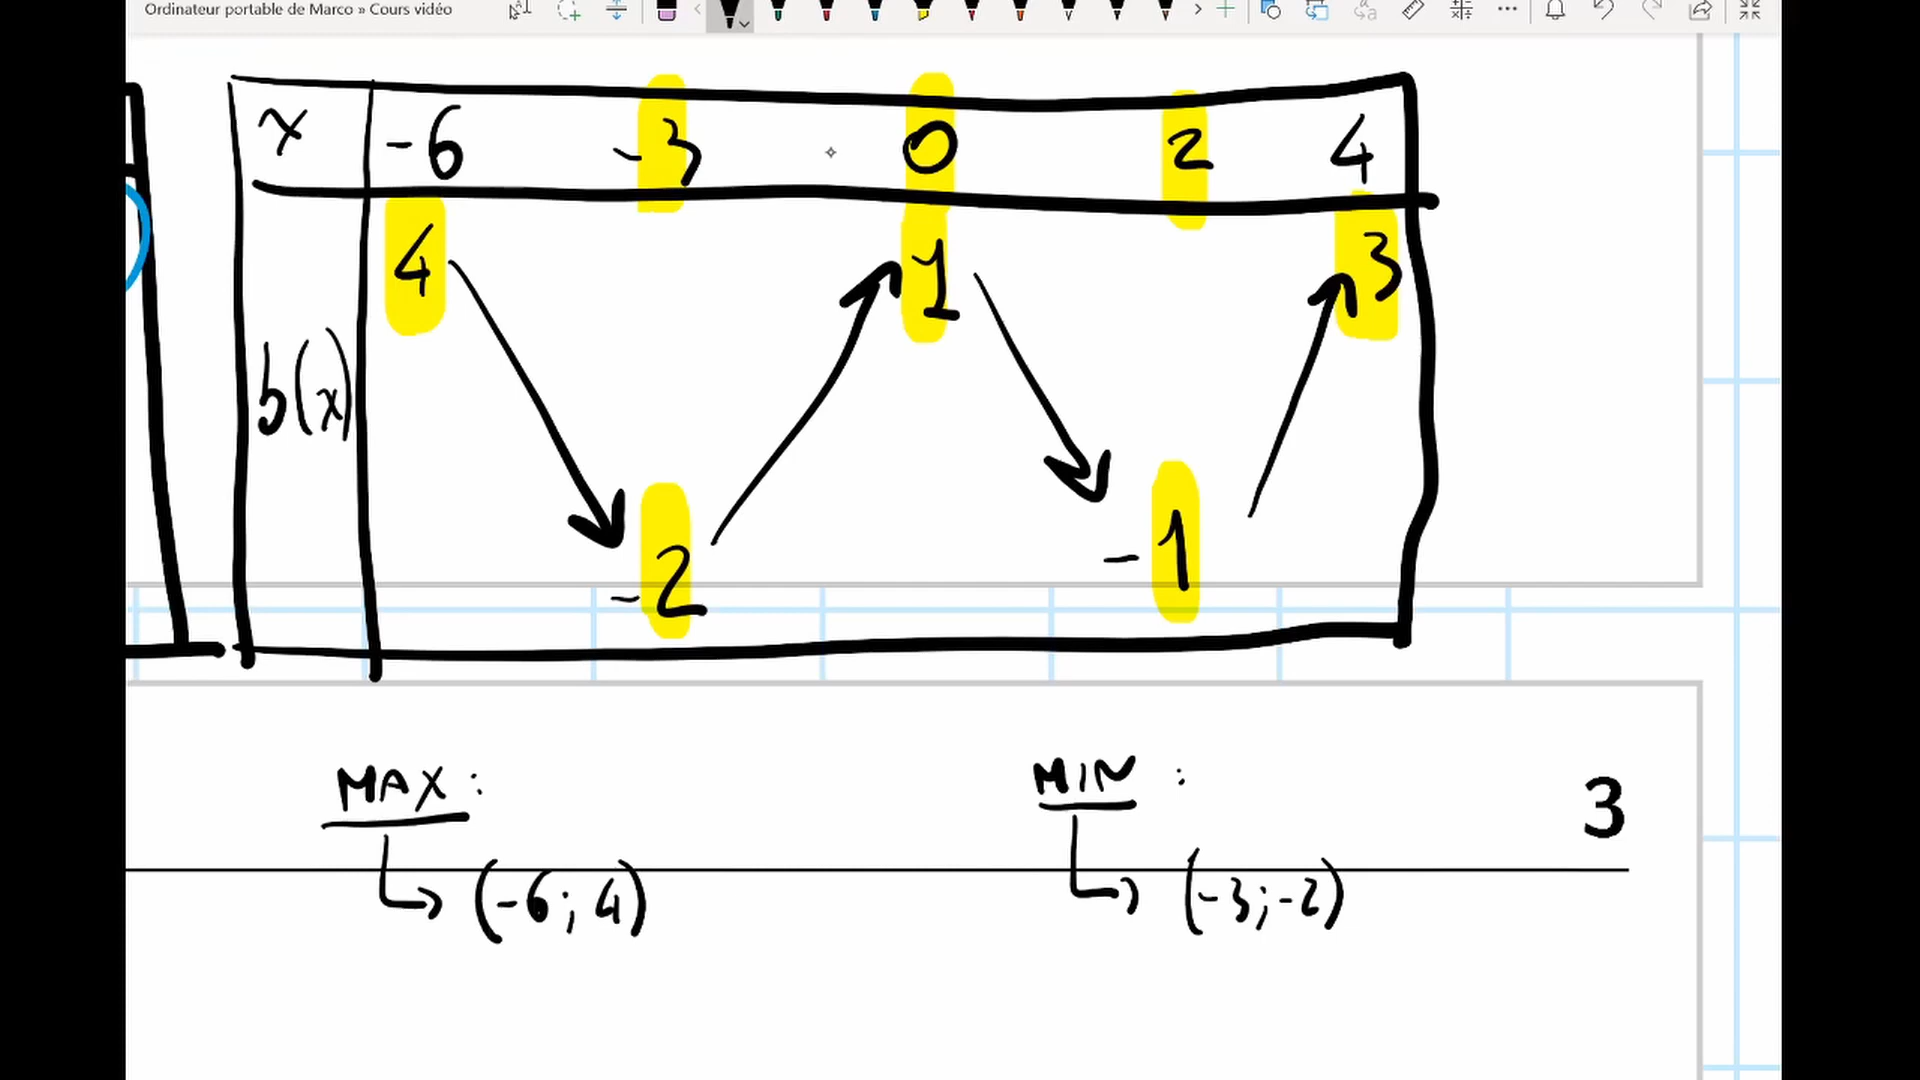 Ordinateur portable de Marco » Cours vidéo
x -6 -3 0 2 4
4 1 3
b(x)
-2 -1
MAX : MIN :
3
(-6; 4) (-3;-2)